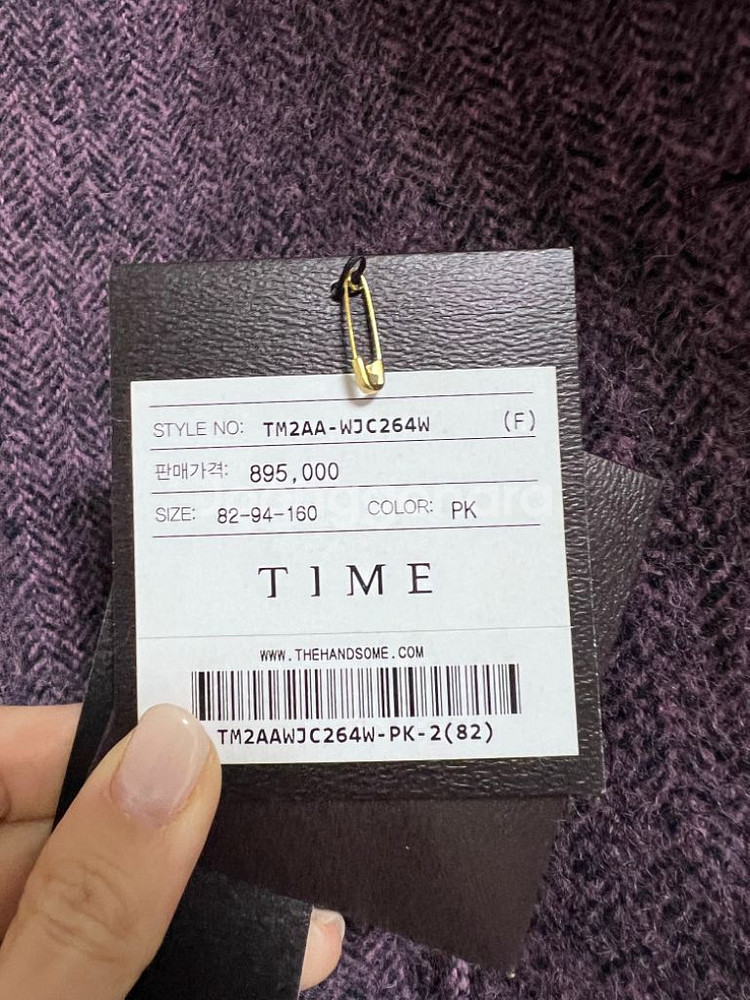 STYLE NO: TM2AA-WJC264W (F)
판매가격: 895,000
SIZE: 82-94-160 COLOR: PK
TIME
WWW.THEHANDSOME.COM
TM2AAWJC264W-PK-2(82)